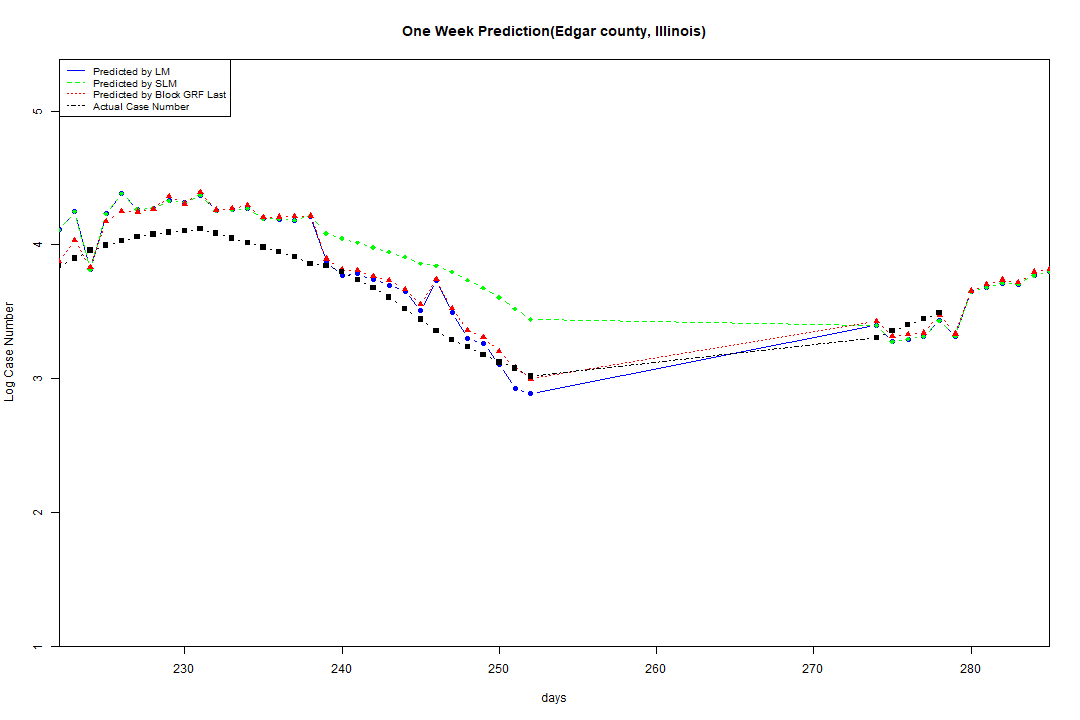 One Week Prediction(Edgar county, Illinois)
Predicted by LM
Predicted by SLM
Predicted by Block GRF Last
Actual Case Number
5
4
3
2
1
Log Case Number
230 240 250 260 270 280
days